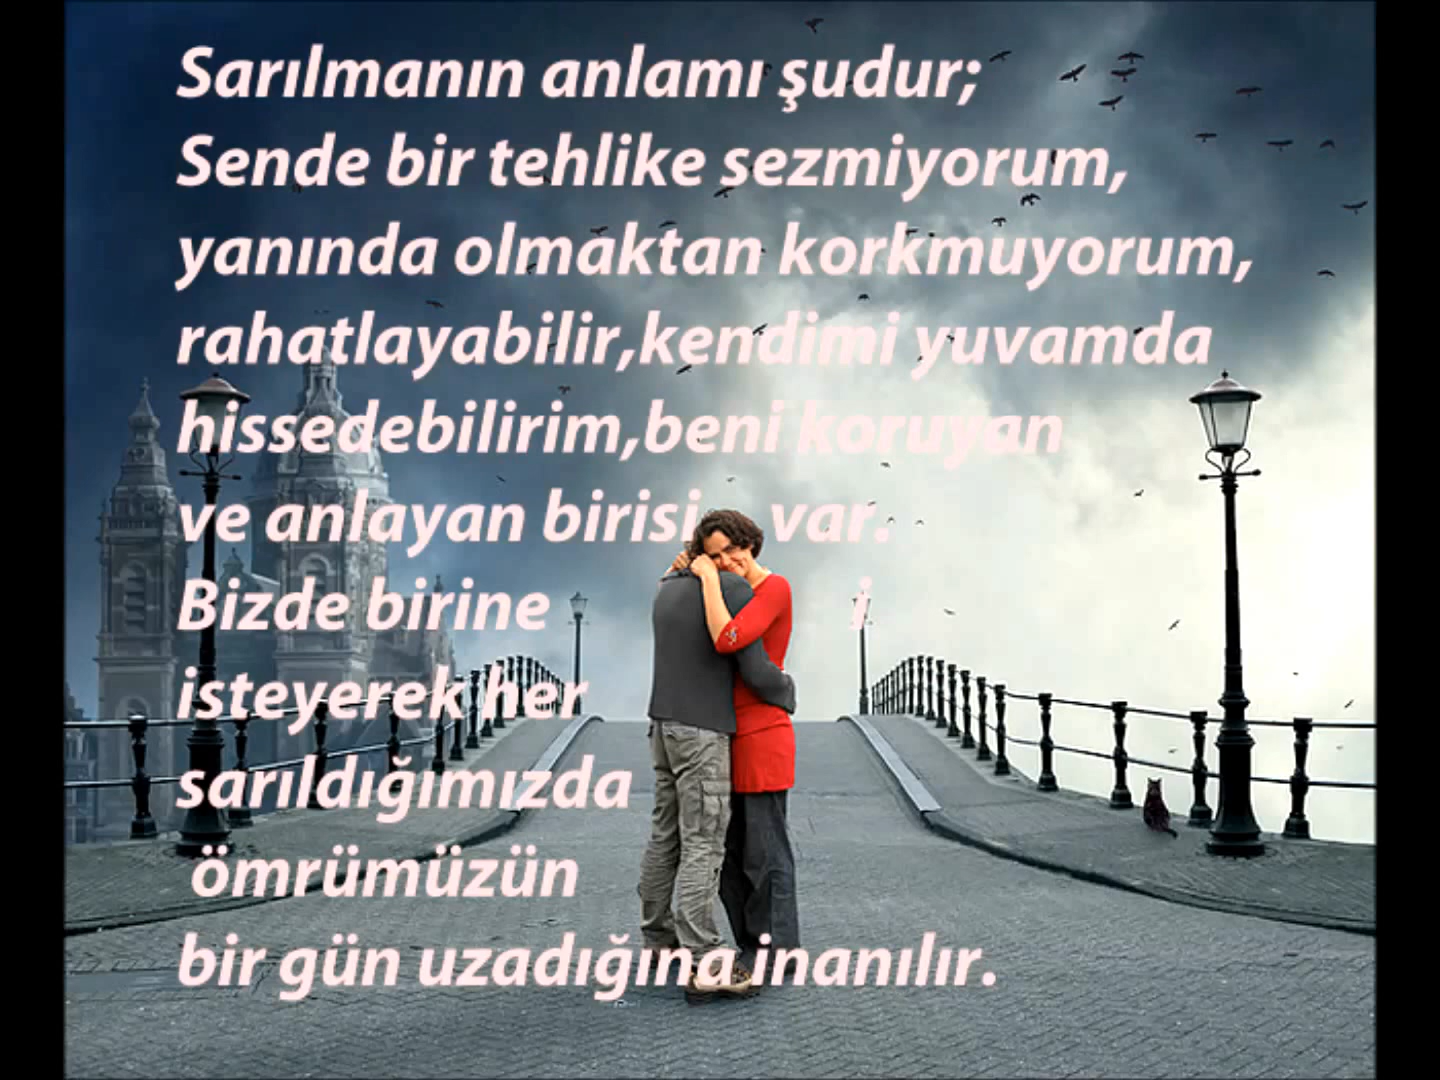 Sarılmanın anlamı şudur;
Sende bir tehlike sezmiyorum,
yanında olmaktan korkmuyorum,
rahatlayabilir,kendimi yuvamda
hissedebilirim,beni koruyan
ve anlayan birisi var.
Bizde birine i
isteyerek her
sarıldığımızda
ömrümüzün
bir gün uzadığına inanılır.